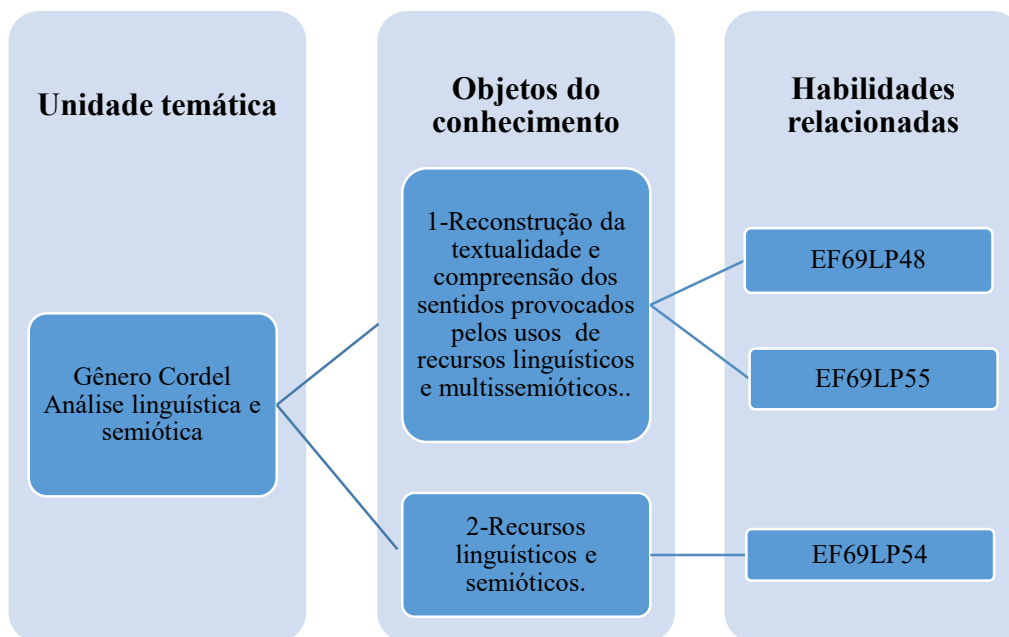 Unidade temática
Gênero Cordel
Análise linguística e
semiótica
Objetos do
conhecimento
1-Reconstrução da
textualidade e
compreensão dos
sentidos provocados
pelos usos de
recursos linguísticos
e multissemióticos..
2-Recursos
linguísticos e
semióticos.
Habilidades
relacionadas
EF69LP48
EF69LP55
EF69LP54